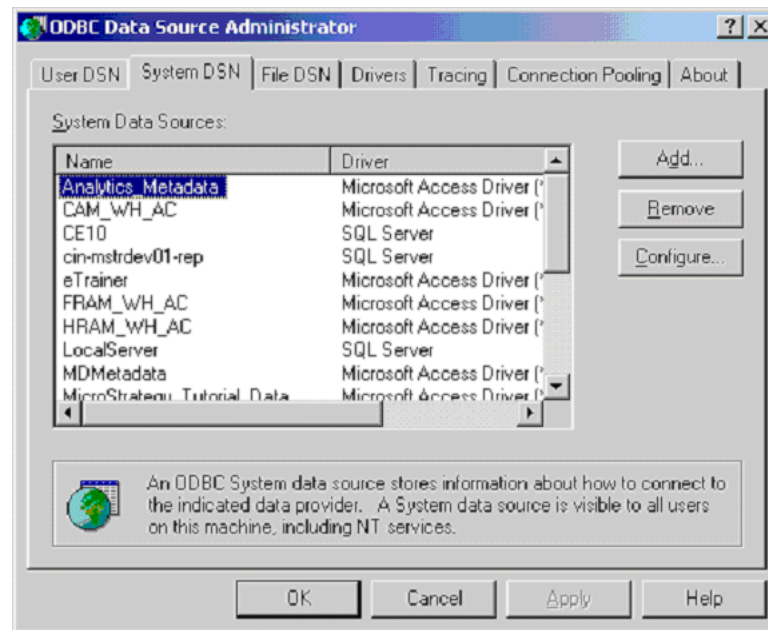 ODBC Data Source Administrator
User DSN System DSN File DSN Drivers Tracing Connection Pooling About
System Data Sources:
Name Driver
Analytics_Metadata Microsoft Access Driver (*
CAM_WH_AC Microsoft Access Driver (*
CE10 SQL Server
cin-mstrdev01-rep SQL Server
eTrainer Microsoft Access Driver (*
FRAM_WH_AC Microsoft Access Driver (*
HRAM_WH_AC Microsoft Access Driver (*
LocalServer SQL Server
MDMetadata Microsoft Access Driver (*
MicroStrategy_Tutorial_Data Microsoft Access Driver (*
Add...
Remove
Configure...
An ODBC System data source stores information about how to connect to
the indicated data provider. A System data source is visible to all users
on this machine, including NT services.
OK Cancel Apply Help